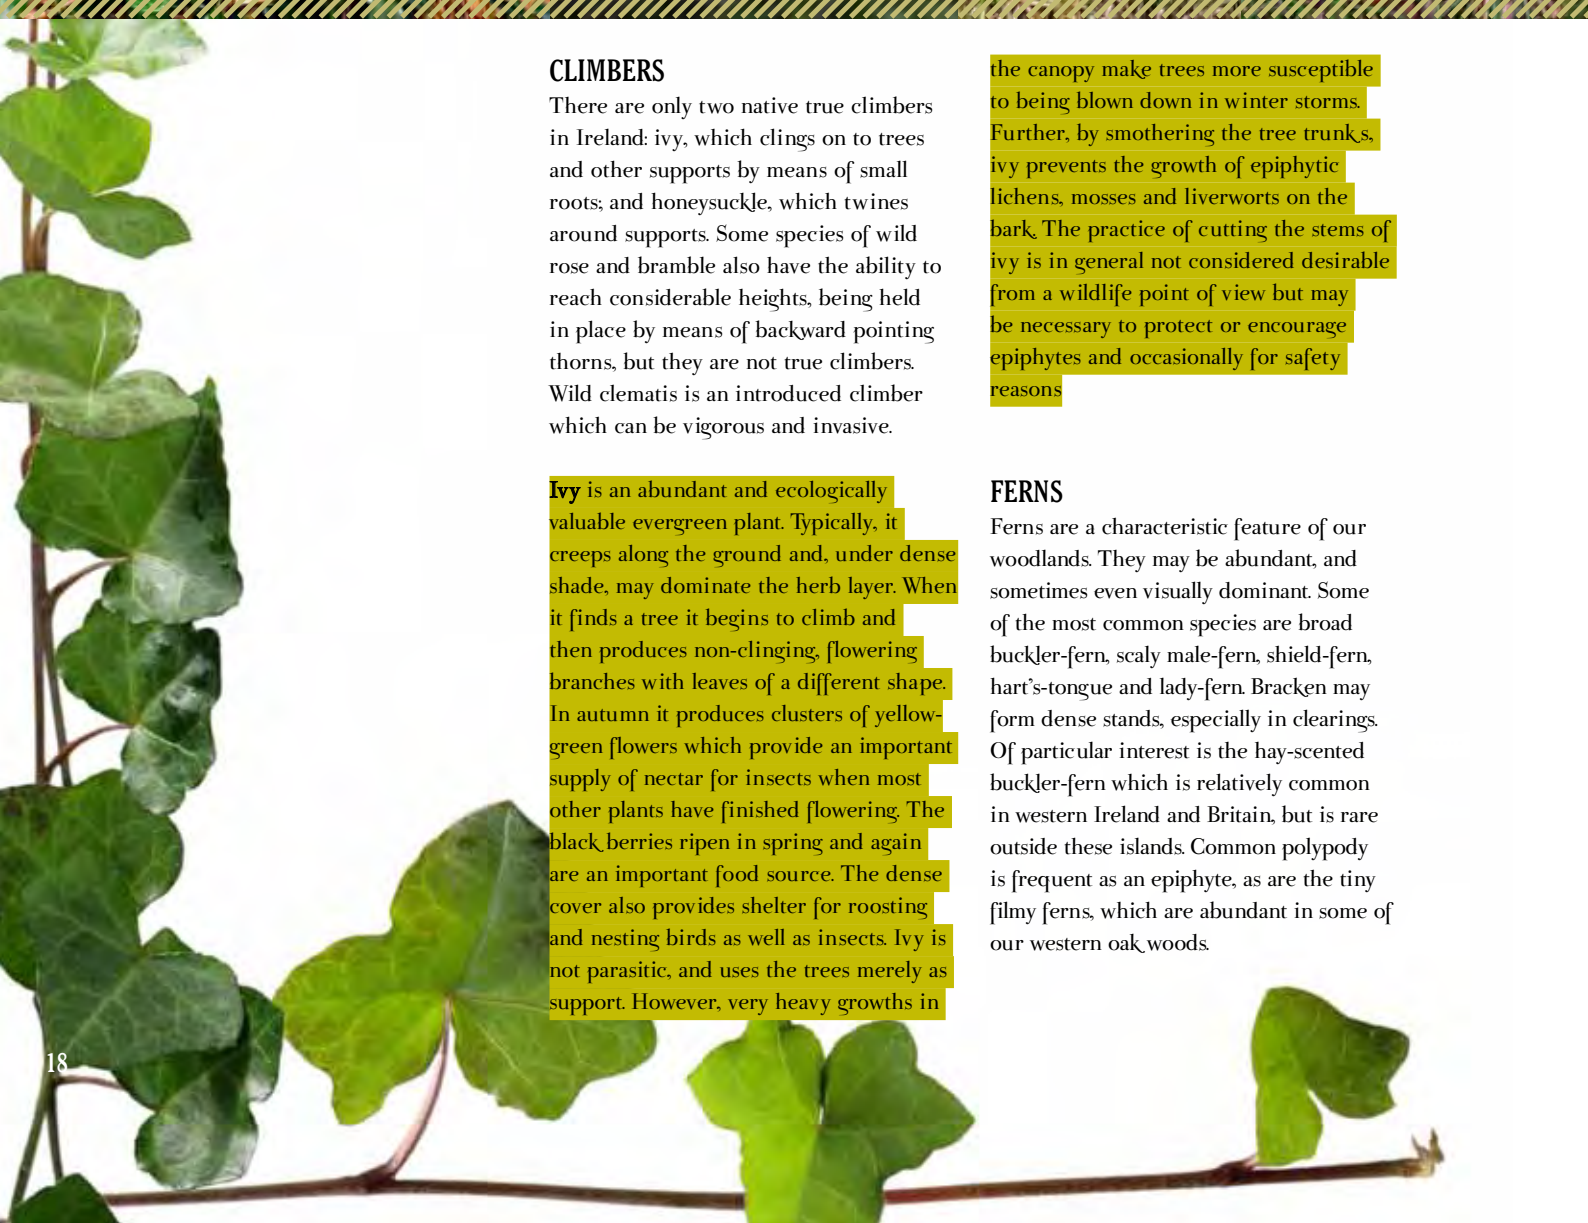 CLIMBERS
There are only two native true climbers
in Ireland: ivy, which clings on to trees
and other supports by means of small
roots; and honeysuckle, which twines
around supports. Some species of wild
rose and bramble also have the ability to
reach considerable heights, being held
in place by means of backward pointing
thorns, but they are not true climbers.
Wild clematis is an introduced climber
which can be vigorous and invasive.
Ivy is an abundant and ecologically
valuable evergreen plant. Typically, it
creeps along the ground and, under dense
shade, may dominate the herb layer. When
it finds a tree it begins to climb and
then produces non-clinging, flowering
branches with leaves of a different shape.
In autumn it produces clusters of yellow-
green flowers which provide an important
supply of nectar for insects when most
other plants have finished flowering. The
black berries ripen in spring and again
are an important food source. The dense
cover also provides shelter for roosting
and nesting birds as well as insects. Ivy is
not parasitic, and uses the trees merely as
support. However, very heavy growths in
the canopy make trees more susceptible
to being blown down in winter storms.
Further, by smothering the tree trunks,
ivy prevents the growth of epiphytic
lichens, mosses and liverworts on the
bark. The practice of cutting the stems of
ivy is in general not considered desirable
from a wildlife point of view but may
be necessary to protect or encourage
epiphytes and occasionally for safety
reasons
FERNS
Ferns are a characteristic feature of our
woodlands. They may be abundant, and
sometimes even visually dominant. Some
of the most common species are broad
buckler-fern, scaly male-fern, shield-fern,
hart's-tongue and lady-fern. Bracken may
form dense stands, especially in clearings.
Of particular interest is the hay-scented
buckler-fern which is relatively common
in western Ireland and Britain, but is rare
outside these islands. Common polypody
is frequent as an epiphyte, as are the tiny
filmy ferns, which are abundant in some of
our western oak woods.
18